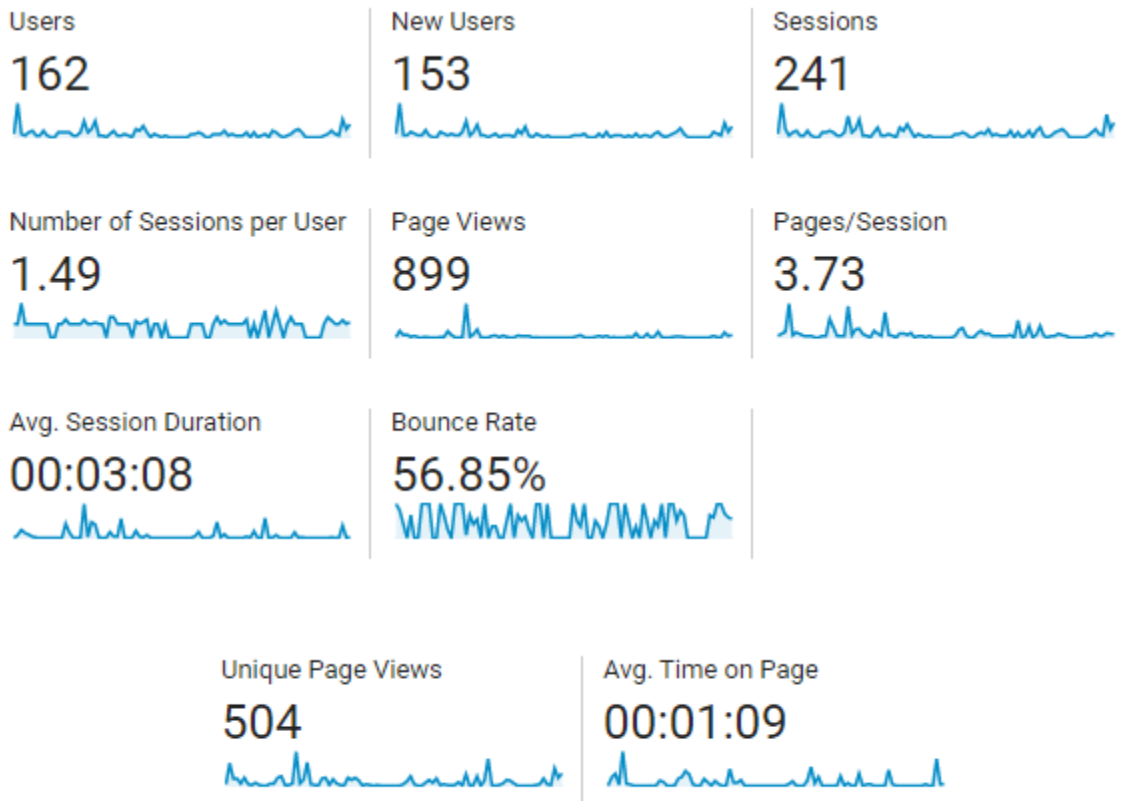 Users
New Users
Sessions
162
153
241
Number of Sessions per User
Page Views
Pages/Session
1.49
899
3.73
Avg. Session Duration
Bounce Rate
00:03:08
56.85%
Unique Page Views
Avg. Time on Page
504
00:01:09